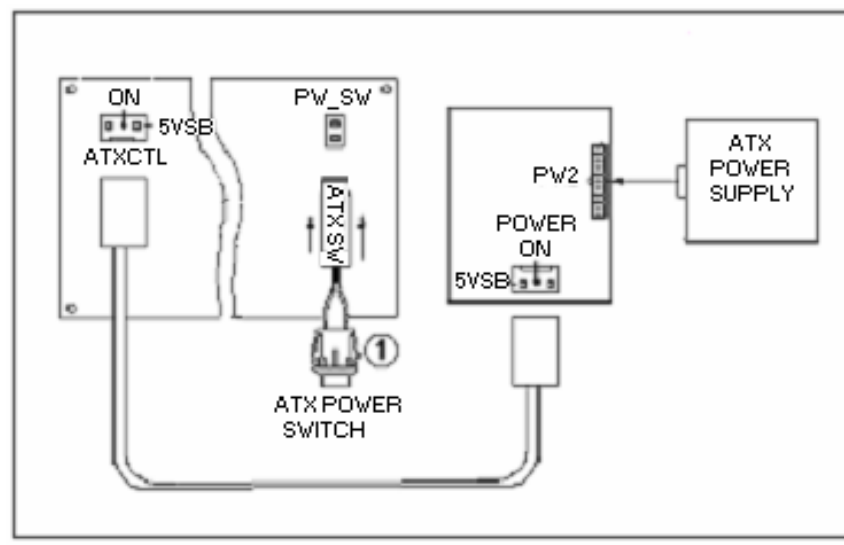 ON
5VSB
ATXCTL
PW_SW
ATX SW
1
ATX POWER
SWITCH
PW2
POWER
ON
5VSB
ATX
POWER
SUPPLY